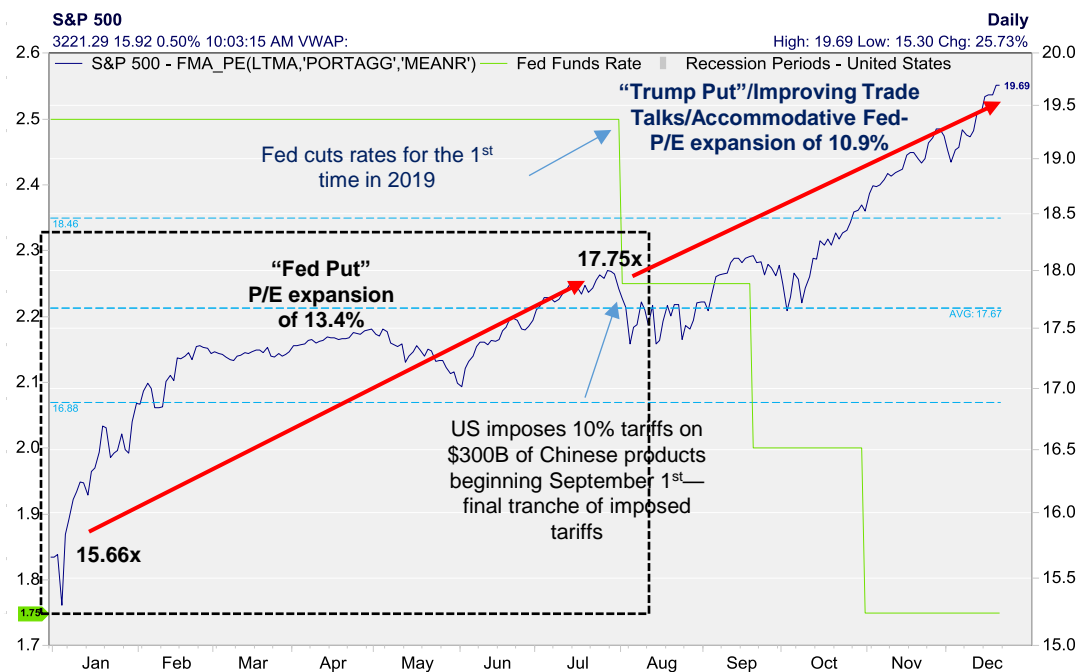 S&P 500 Daily
3221.29 15.92 0.50% 10:03:15 AM VWAP: High: 19.69 Low: 15.30 Chg: 25.73%
S&P 500 - FMA_PE(LTMA,'PORTAGG','MEANR') Fed Funds Rate Recession Periods - United States
“Trump Put”/Improving Trade
Talks/Accommodative Fed-
P/E expansion of 10.9%
19.69
Fed cuts rates for the 1st
time in 2019
18.46
“Fed Put”
P/E expansion
of 13.4%
17.75x
AVG: 17.67
16.88
US imposes 10% tariffs on
$300B of Chinese products
beginning September 1st—
final tranche of imposed
tariffs
15.66x
2.6
2.5
2.4
2.3
2.2
2.1
2.0
1.9
1.8
1.75
1.7
20.0
19.5
19.0
18.5
18.0
17.5
17.0
16.5
16.0
15.5
15.0
Jan Feb Mar Apr May Jun Jul Aug Sep Oct Nov Dec